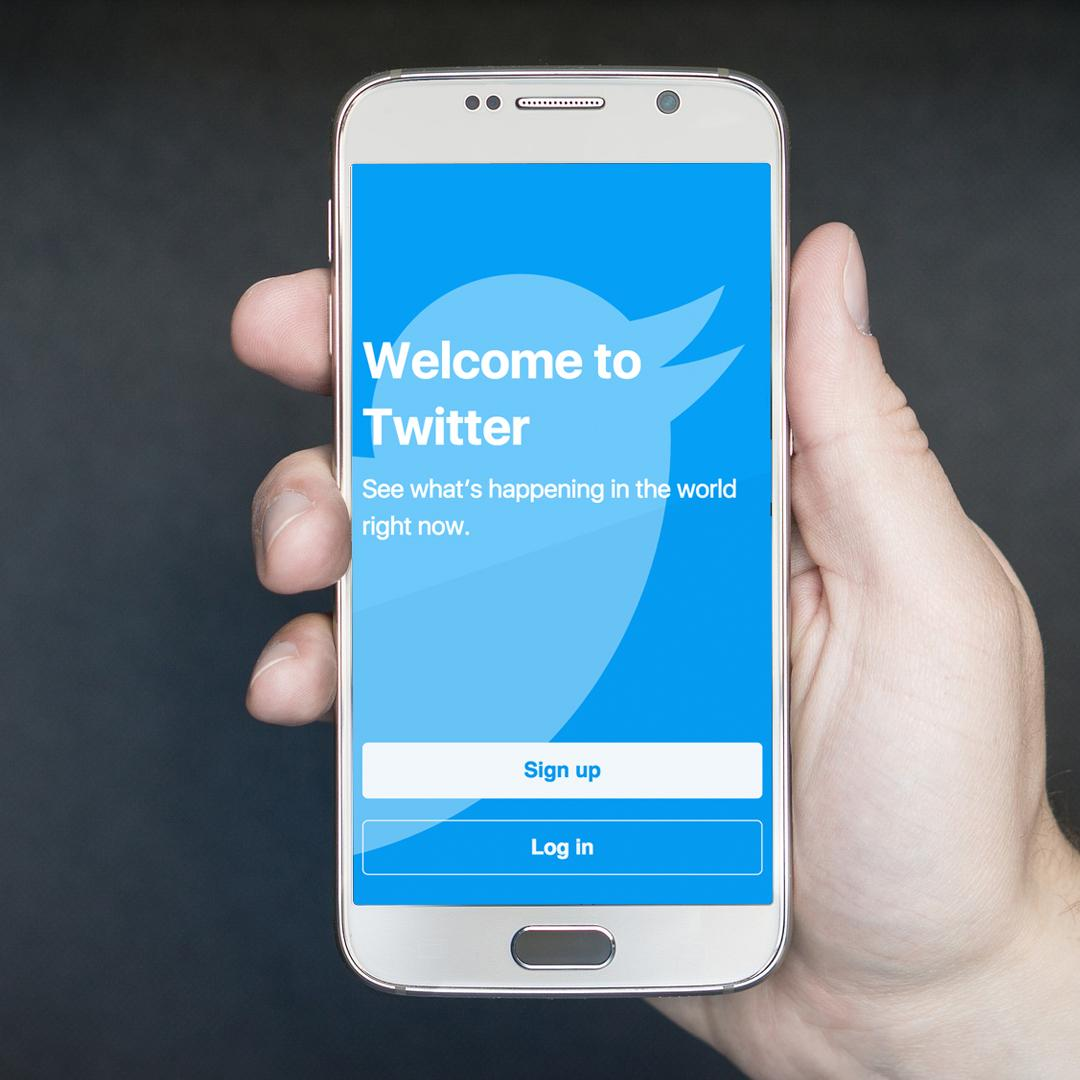 Welcome to
Twitter
See what's happening in the world
right now.
Sign up
Log in